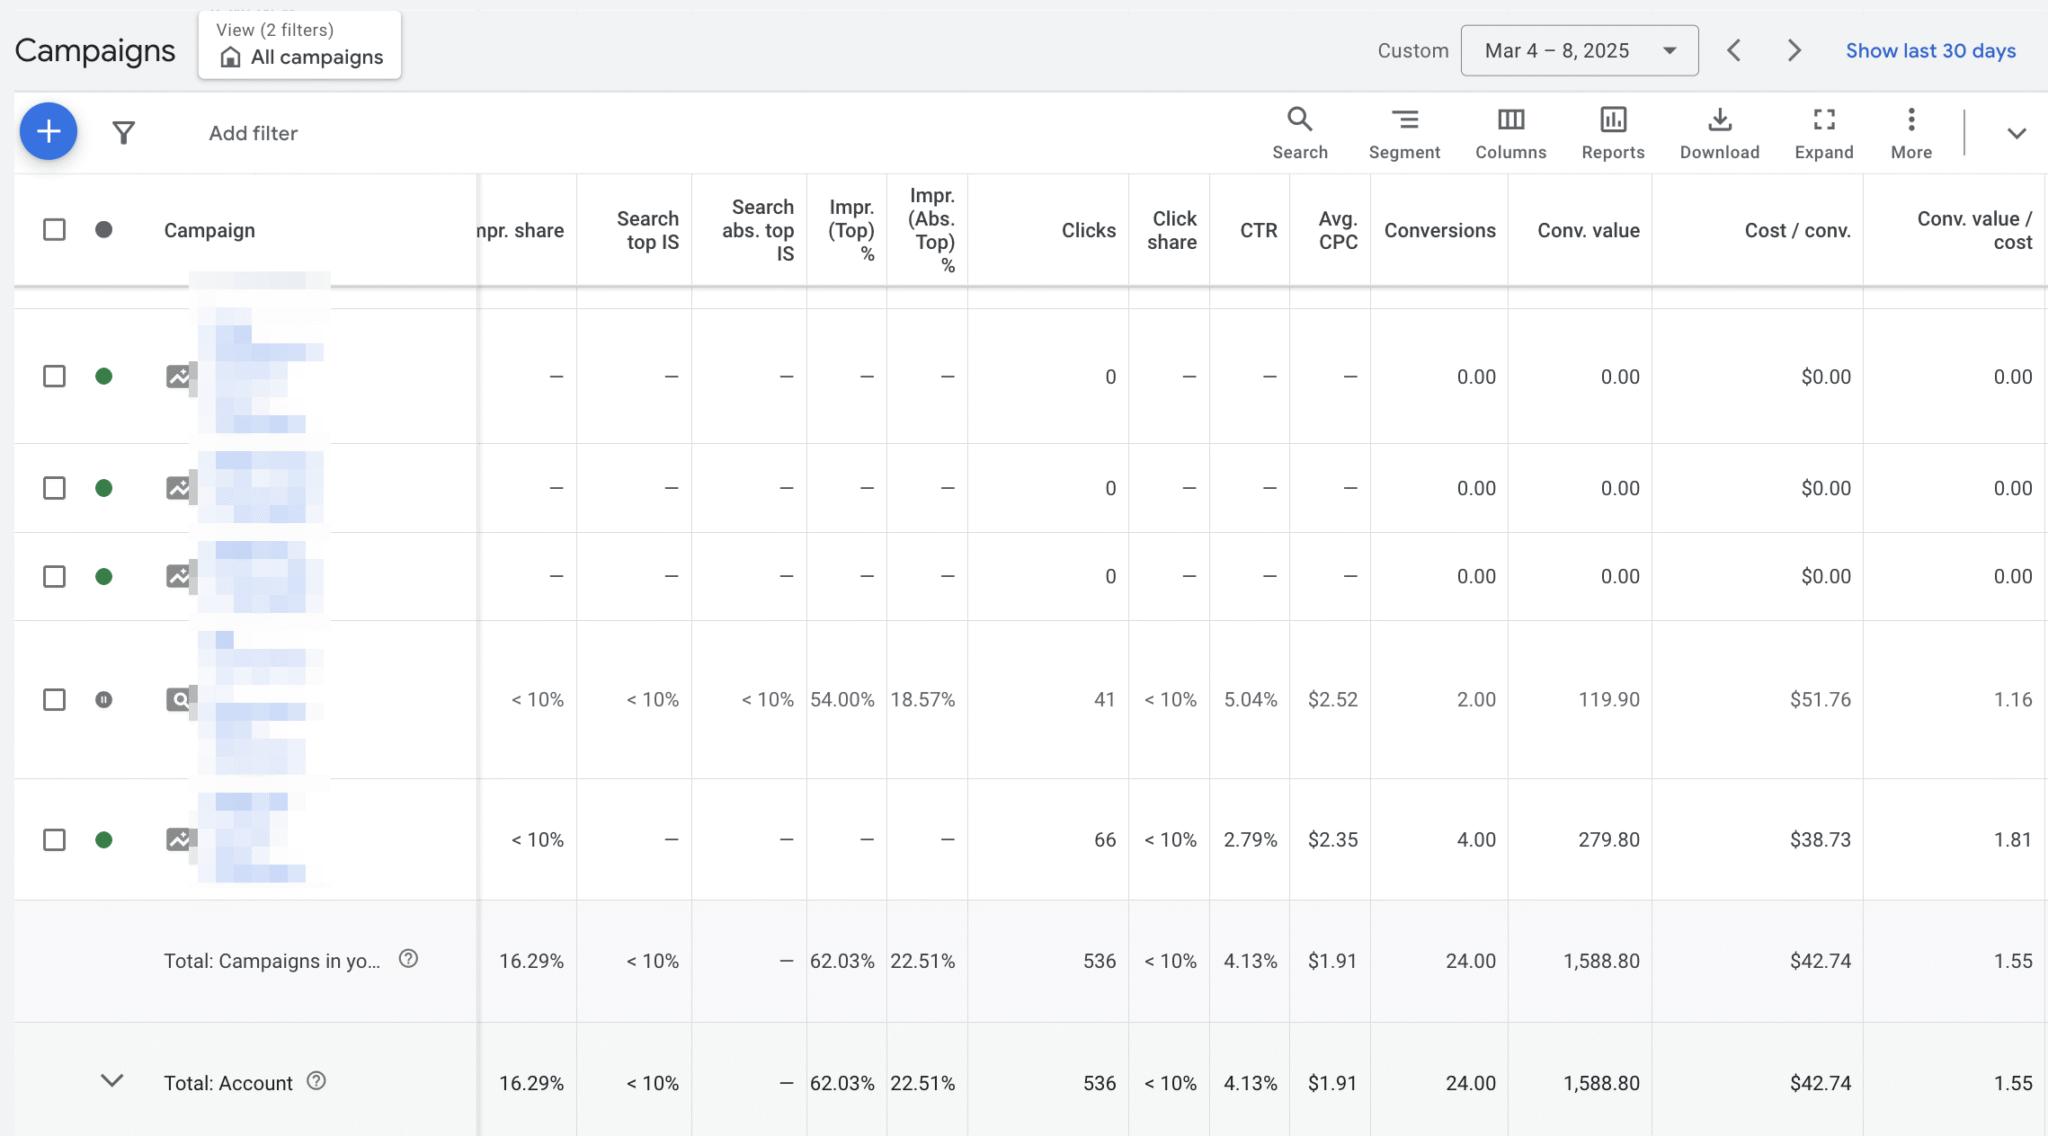 View (2 filters)
Campaigns
All campaigns
Custom
Mar 4 – 8, 2025
Show last 30 days
Add filter
Search
Segment
Columns
Reports
Download
Expand
More
Campaign
mpr. share
Search
top IS
Search
abs. top
IS
Impr.
(Top)
%
Impr.
(Abs.
Top)
%
Clicks
Click
share
CTR
Avg.
CPC
Conversions
Conv. value
Cost / conv.
Conv. value /
cost
— — — — — 0 — — — 0.00 0.00 $0.00 0.00
— — — — — 0 — — — 0.00 0.00 $0.00 0.00
— — — — — 0 — — — 0.00 0.00 $0.00 0.00
< 10% < 10% < 10% 54.00% 18.57% 41 < 10% 5.04% $2.52 2.00 119.90 $51.76 1.16
< 10% — — — — 66 < 10% 2.79% $2.35 4.00 279.80 $38.73 1.81
Total: Campaigns in yo... 16.29% < 10% — 62.03% 22.51% 536 < 10% 4.13% $1.91 24.00 1,588.80 $42.74 1.55
Total: Account 16.29% < 10% — 62.03% 22.51% 536 < 10% 4.13% $1.91 24.00 1,588.80 $42.74 1.55